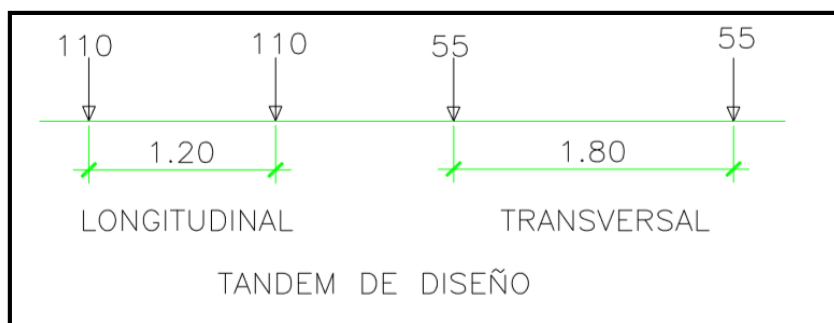 110 110 55 55
1.20 1.80
LONGITUDINAL TRANSVERSAL
TANDEM DE DISEÑO